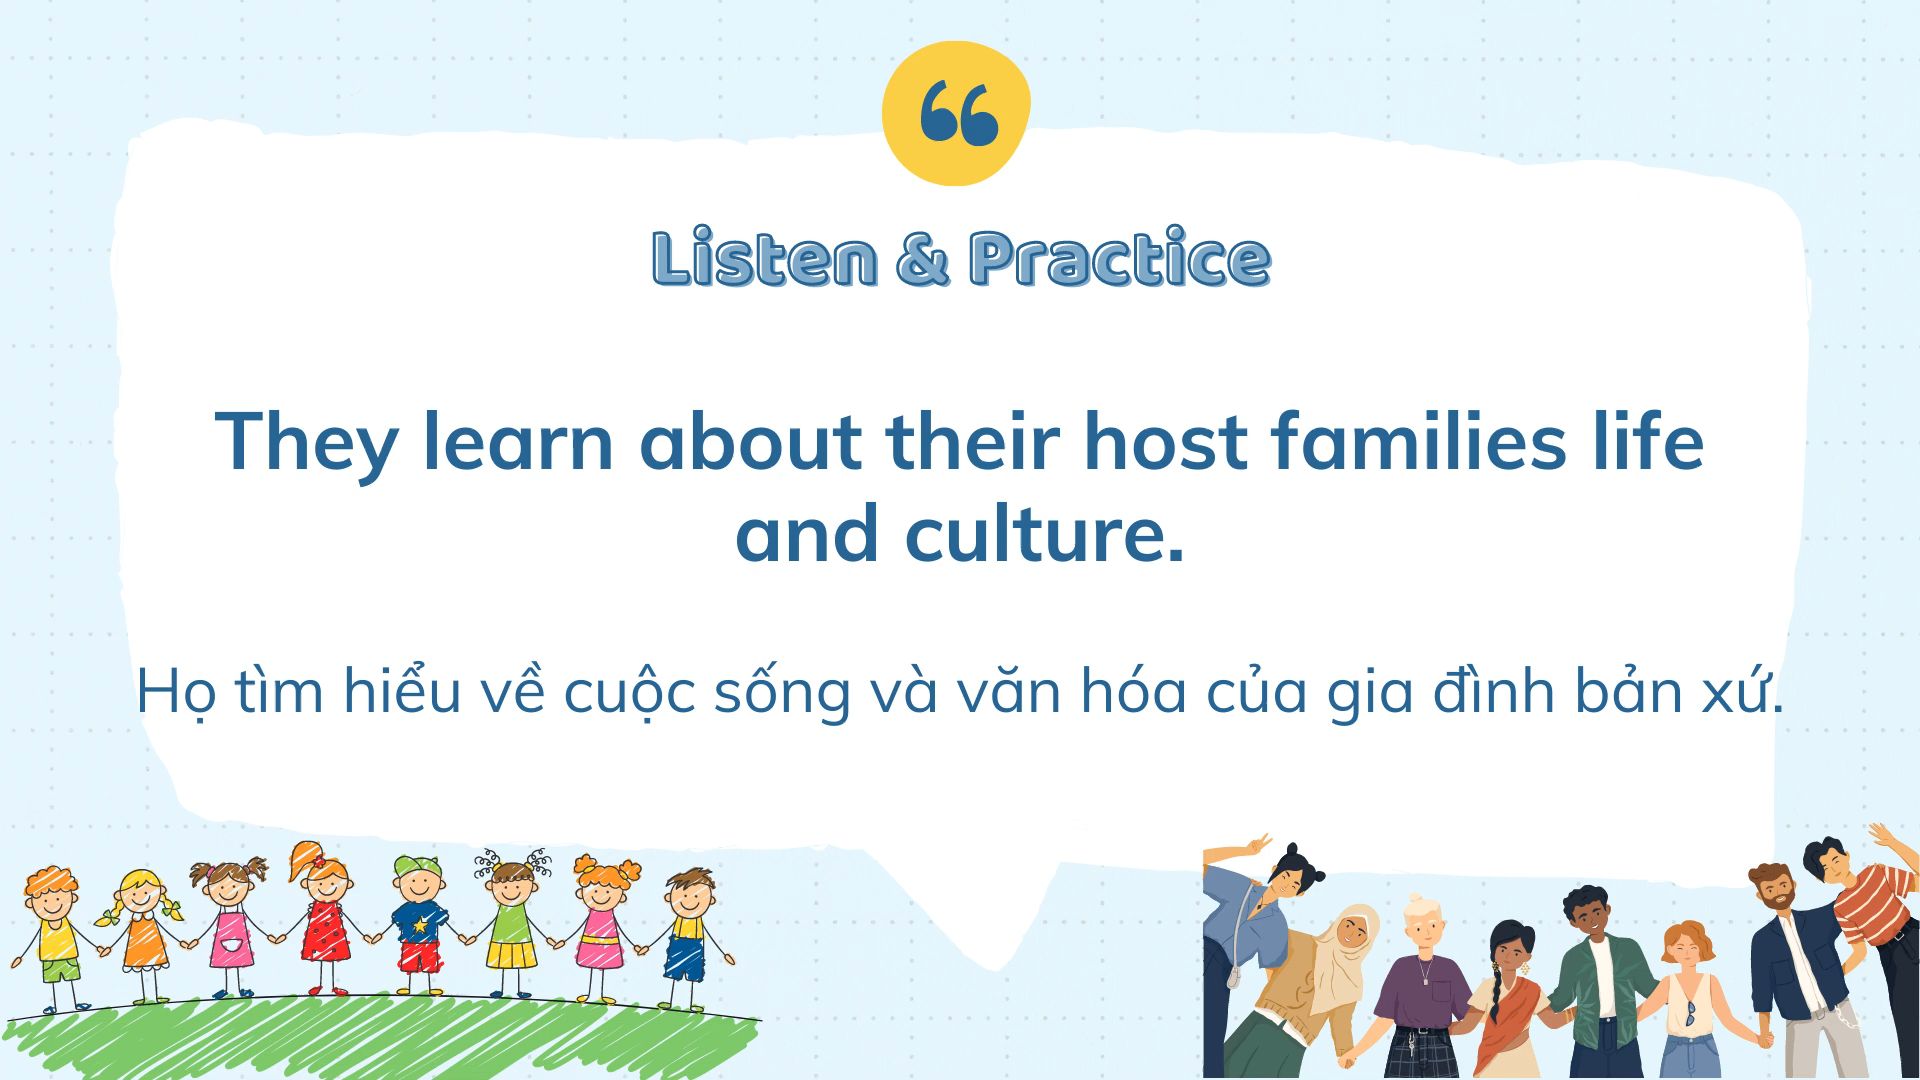 Listen & Practice
They learn about their host families life
and culture.
Họ tìm hiểu về cuộc sống và văn hóa của gia đình bản xứ.